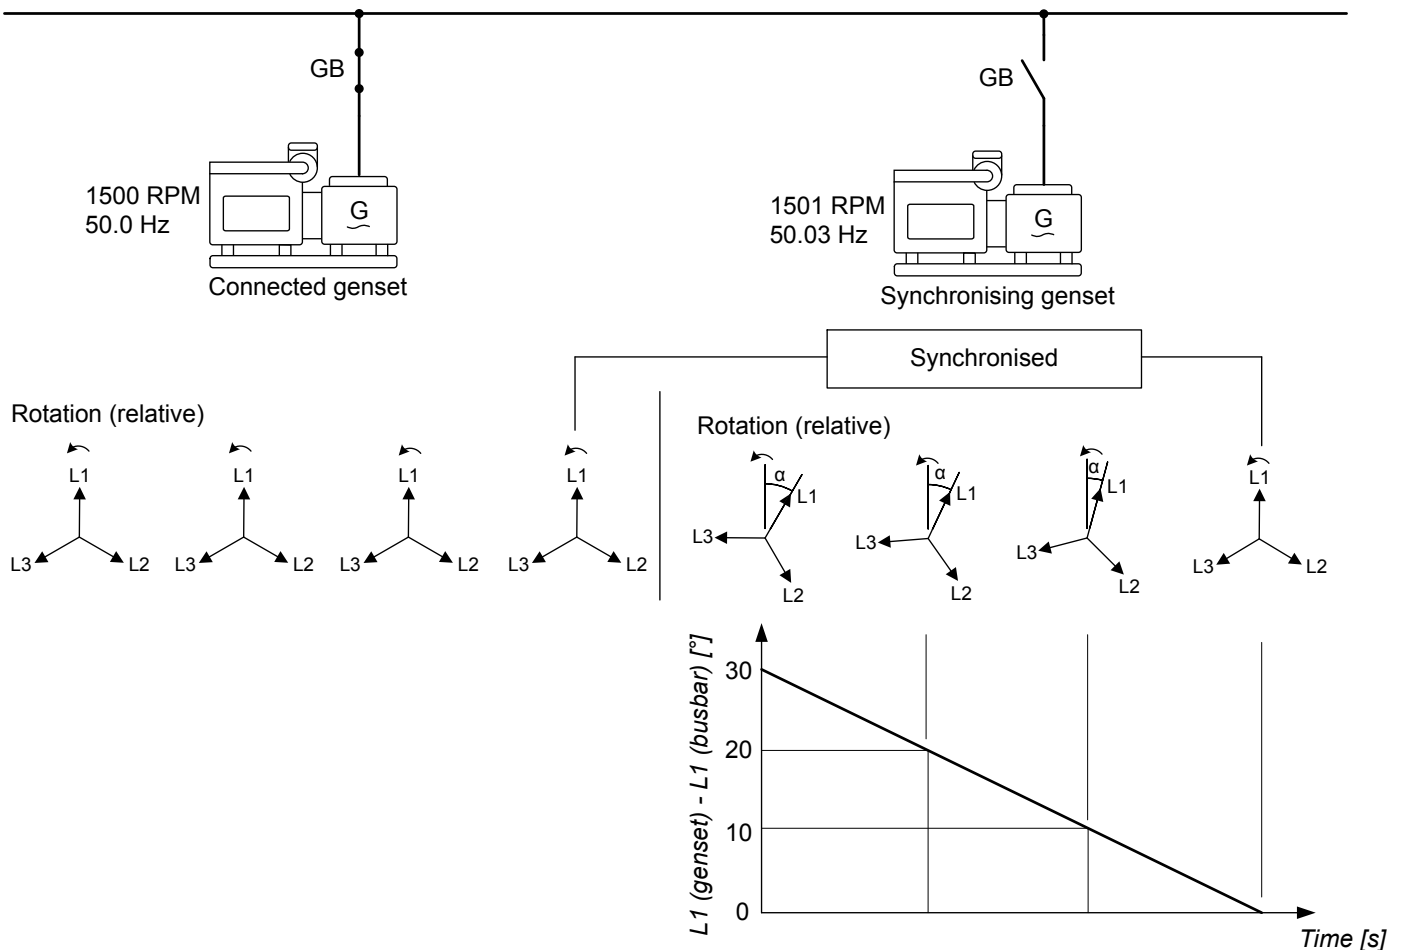 GB
GB
1500 RPM
50.0 Hz
G
1501 RPM
50.03 Hz
G
Connected genset
Synchronising genset
Synchronised
Rotation (relative)
Rotation (relative)
L1
L3
L2
L1
L3
L2
L1
L3
L2
L1
L3
L2
α
L1
L3
L2
α
L1
L3
L2
α
L1
L3
L2
L1
L3
L2
L1 (genset) - L1 (busbar) [°]
30
20
10
0
Time [s]